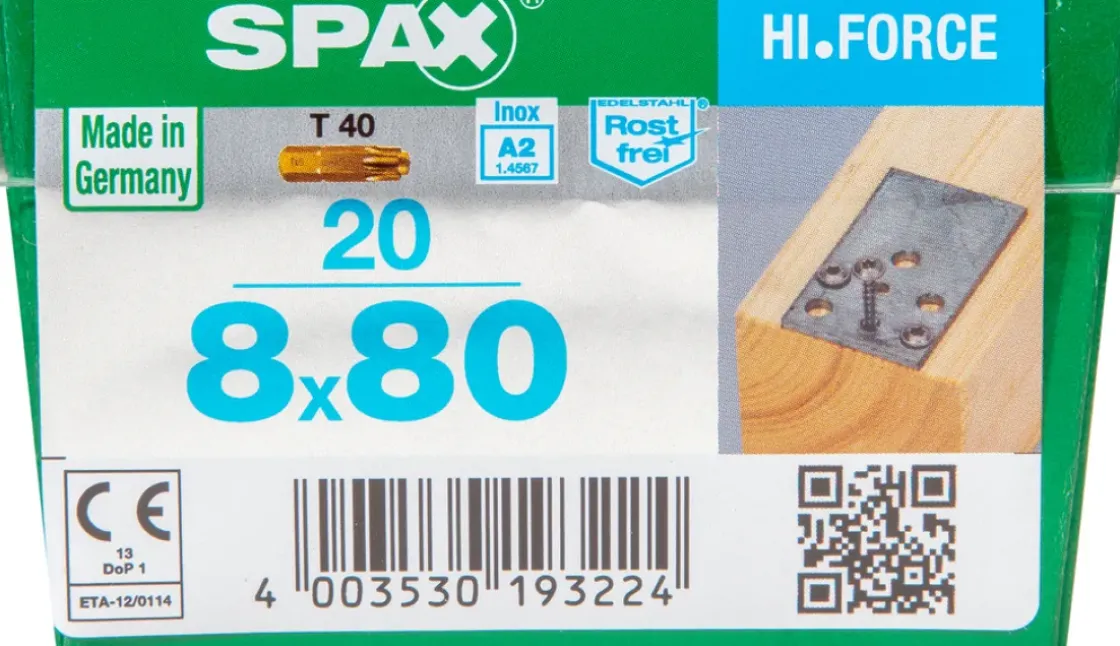 SPAX®
HI.FORCE
Made in
Germany
T 40
Inox
A2
1.4567
EDELSTAHL®
Rost
frei
20
8x80
CE
13
DoP 1
ETA-12/0114
4 003530 193224